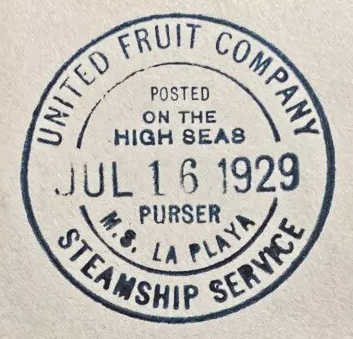 UNITED FRUIT COMPANY
POSTED
ON THE
HIGH SEAS
JUL 16 1929
PURSER
M.S. LA PLAYA
STEAMSHIP SERVICE